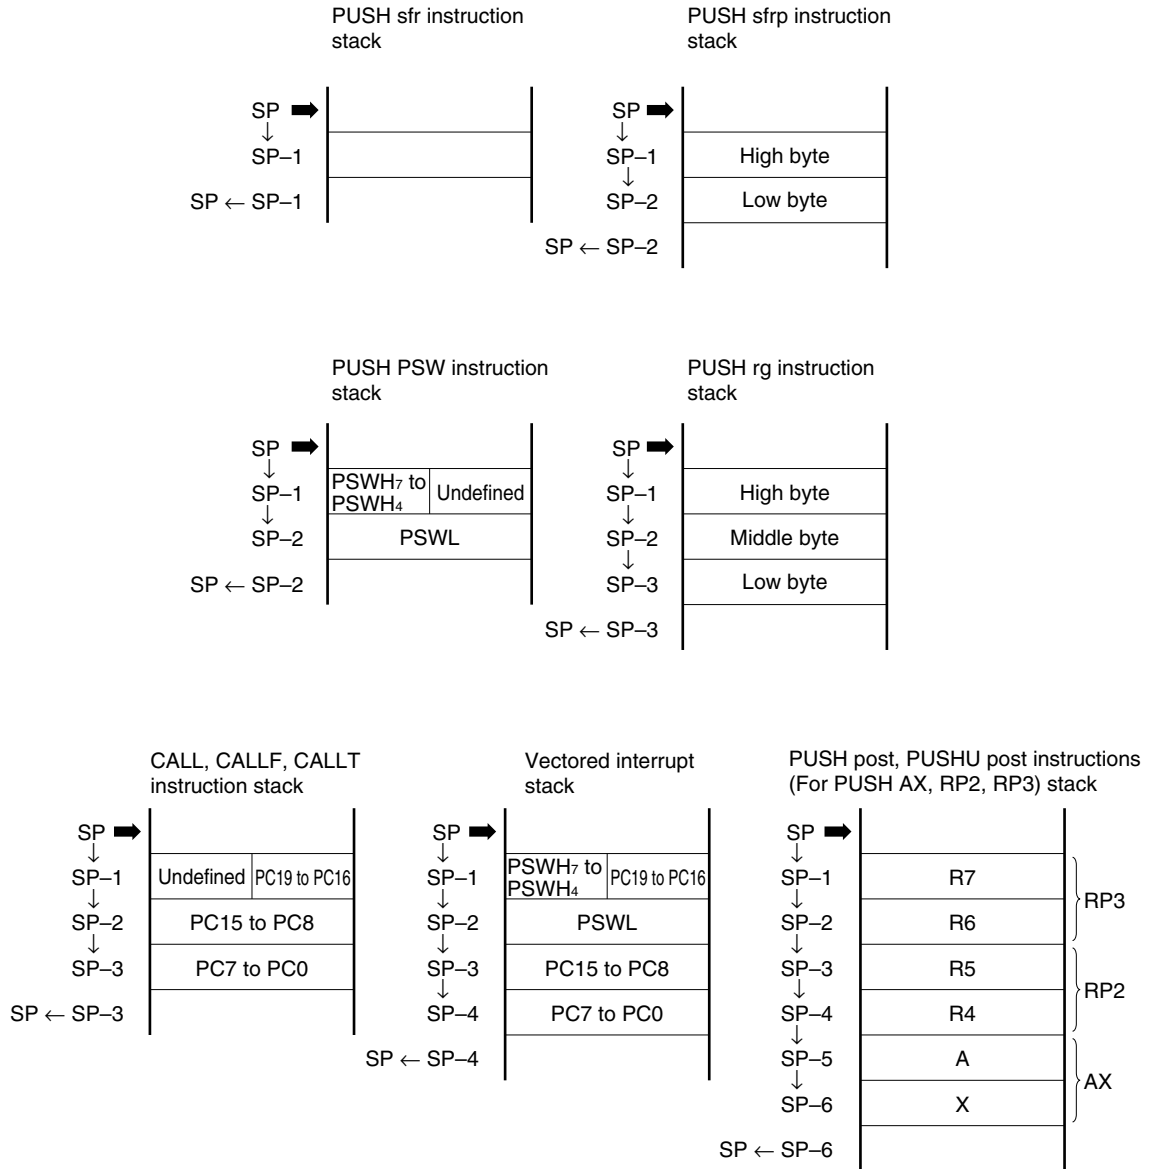 PUSH sfr instruction
stack
SP
SP–1
SP ← SP–1
PUSH sfrp instruction
stack
SP
SP–1
High byte
SP–2
Low byte
SP ← SP–2
PUSH PSW instruction
stack
SP
SP–1
PSWH7 to
PSWH4
Undefined
SP–2
PSWL
SP ← SP–2
PUSH rg instruction
stack
SP
SP–1
High byte
SP–2
Middle byte
SP–3
Low byte
SP ← SP–3
CALL, CALLF, CALLT
instruction stack
SP
SP–1
Undefined
PC19 to PC16
SP–2
PC15 to PC8
SP–3
PC7 to PC0
SP ← SP–3
Vectored interrupt
stack
SP
SP–1
PSWH7 to
PSWH4
PC19 to PC16
SP–2
PSWL
SP–3
PC15 to PC8
SP–4
PC7 to PC0
SP ← SP–4
PUSH post, PUSHU post instructions
(For PUSH AX, RP2, RP3) stack
SP
SP–1
R7
RP3
SP–2
R6
SP–3
R5
RP2
SP–4
R4
SP–5
A
AX
SP–6
X
SP ← SP–6